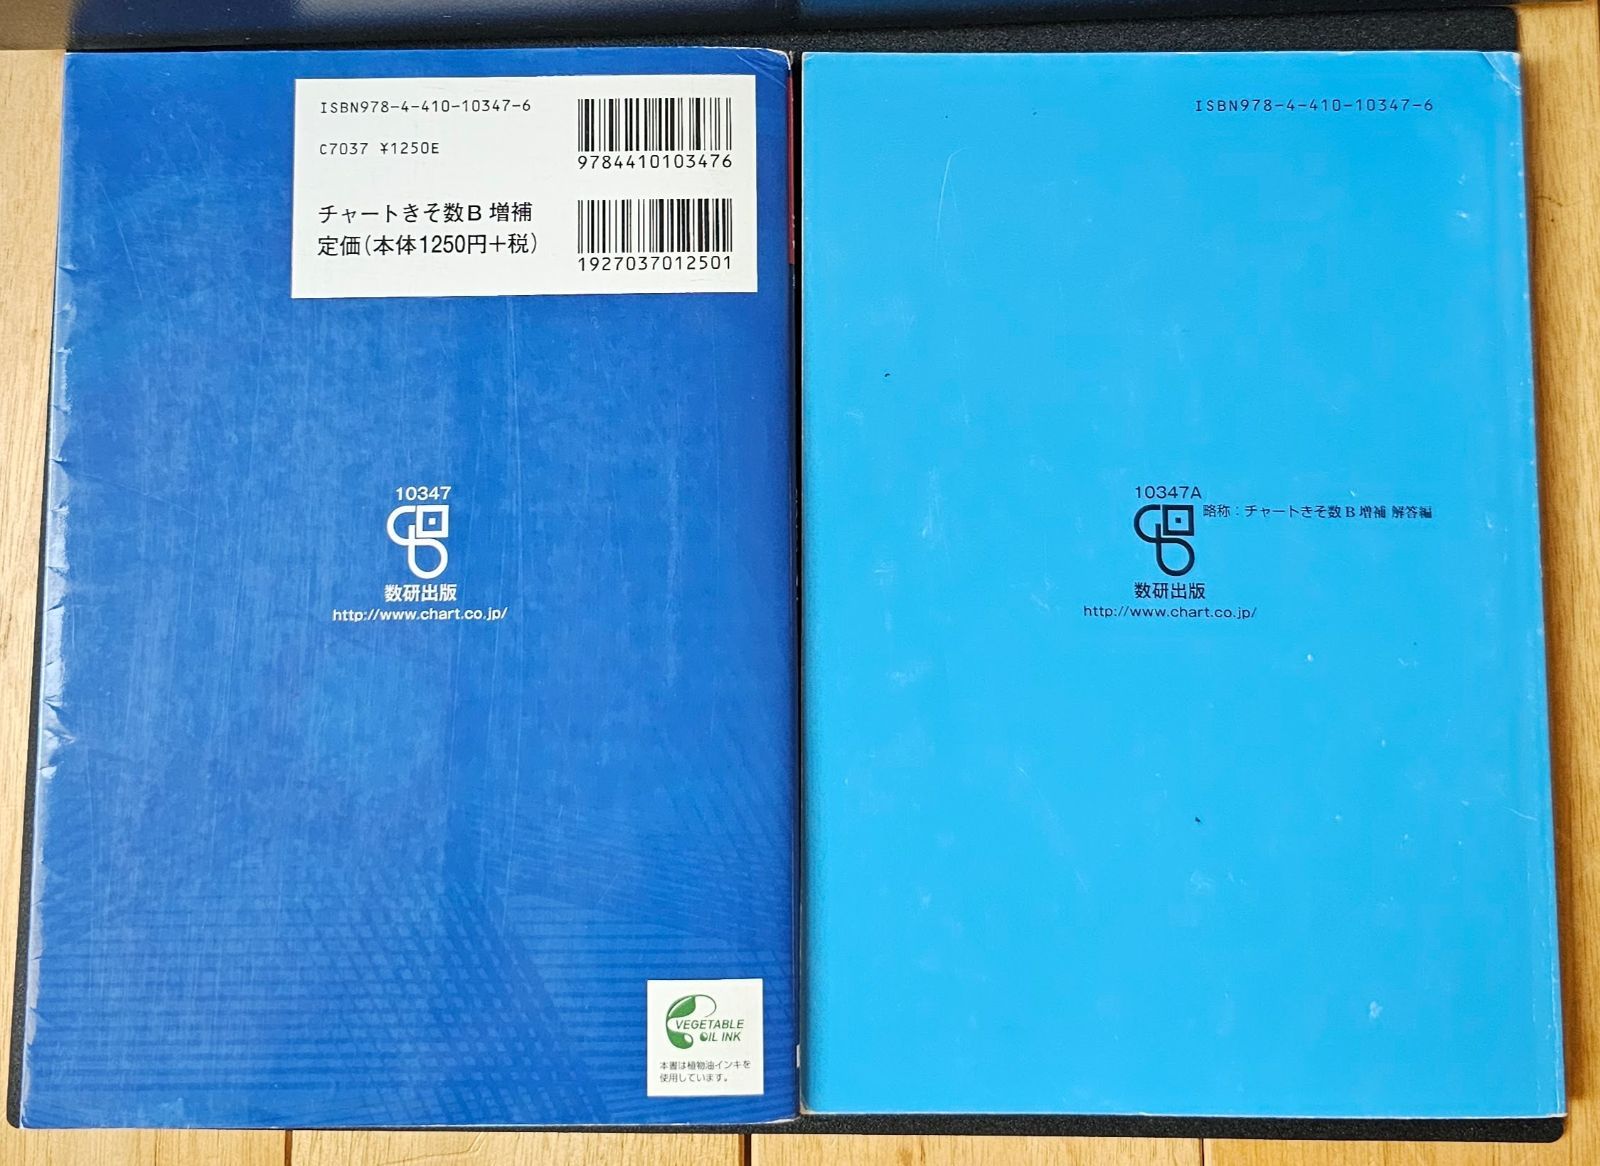 ISBN978-4-410-10347-6
9784410103476
C7037 ¥1250E
チャートきそ数B 増補
定価(本体1250円+税)
1927037012501
10347
数研出版
http://www.chart.co.jp/
VEGETABLE
OIL INK
本書は植物油インキを
使用しています。
ISBN978-4-410-10347-6
10347A
略称:チャートきそ数B増補 解答編
数研出版
http://www.chart.co.jp/